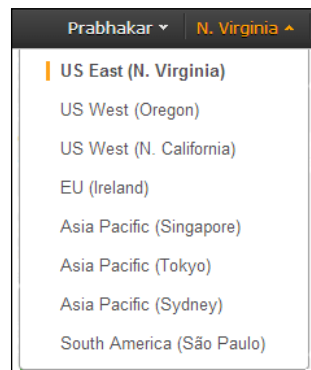 Prabhakar N. Virginia
US East (N. Virginia)
US West (Oregon)
US West (N. California)
EU (Ireland)
Asia Pacific (Singapore)
Asia Pacific (Tokyo)
Asia Pacific (Sydney)
South America (São Paulo)